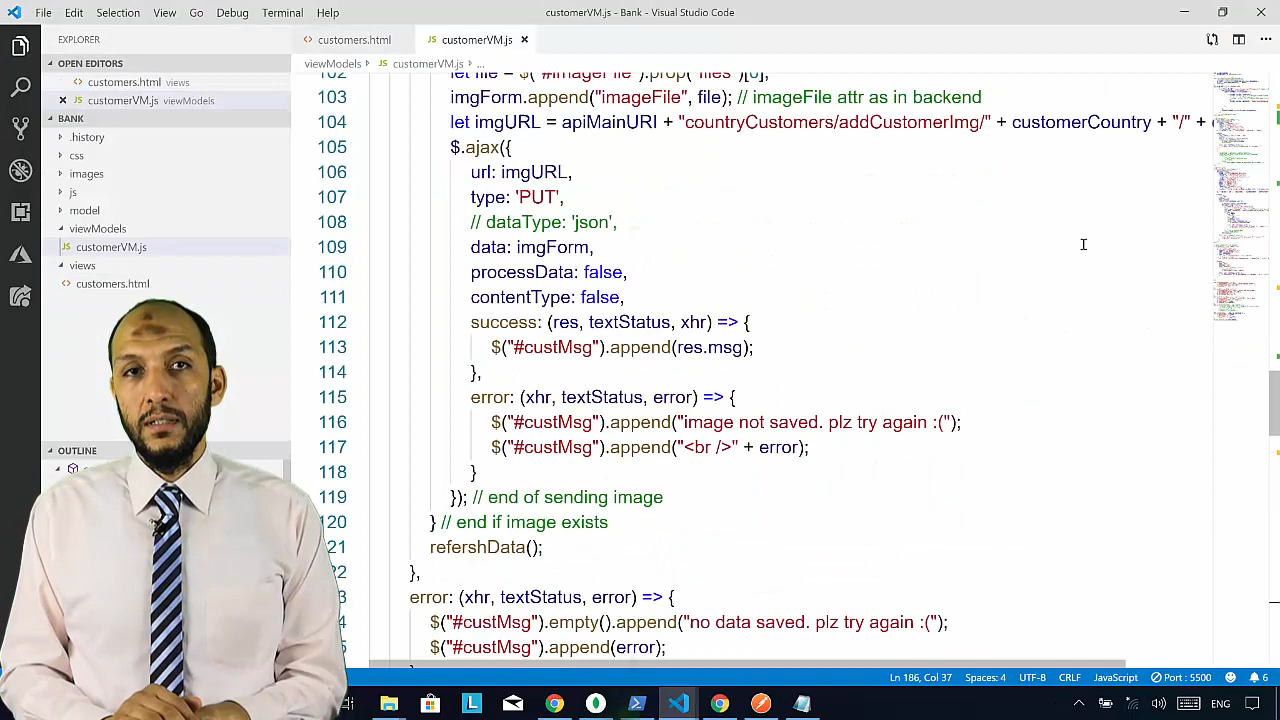 File Edit Selection View Go Debug Terminal Help
customerVM.js - Bank - Visual Studio Code
EXPLORER
OPEN EDITORS
customers.html views
customerVM.js viewModels
BANK
.history
css
images
js
model
viewModels
customerVM.js
views
customers.html
OUTLINE
customers.html
customerVM.js
viewModels customerVM.js ...
103 imgForm.append("imageFile", file); // imageFile attr as in backend
104 let imgURL = apiMainURI + "countryCustomers/addCustomerImg/" + customerCountry + "/" +
105 $.ajax({
106 url: imgURL,
107 type: 'PUT'
108 // dataType: 'json',
109 data: imgForm,
110 processData: false,
111 contentType: false,
112 success: (res, textStatus, xhr) => {
113 $("#custMsg").append(res.msg);
114 },
115 error: (xhr, textStatus, error) => {
116 $("#custMsg").append("image not saved. plz try again :(");
117 $("#custMsg").append("<br />" + error);
118 }
119 }); // end of sending image
120 } // end if image exists
21 refershData();
22 },
3 error: (xhr, textStatus, error) => {
4 $("#custMsg").empty().append("no data saved. plz try again :(");
$("#custMsg").append(error);
Ln 186, Col 37 Spaces: 4 UTF-8 CRLF JavaScript Port : 5500 6
ENG